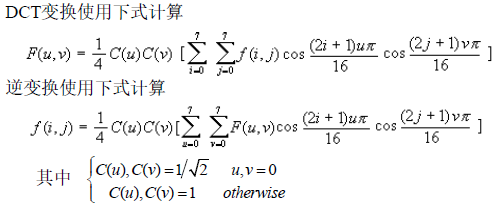 DCT变换使用下式计算
F(u,v) = 1/4 C(u)C(v) [∑_{i=0}^{7} ∑_{j=0}^{7} f(i,j) cos (2i+1)uπ/16 cos (2j+1)vπ/16 ]
逆变换使用下式计算
f(i,j) = 1/4 C(u)C(v)[∑_{u=0}^{7} ∑_{v=0}^{7} F(u,v) cos (2i+1)uπ/16 cos (2j+1)vπ/16 ]
其中 { C(u),C(v)=1/√2 u,v=0
C(u),C(v)=1 otherwise